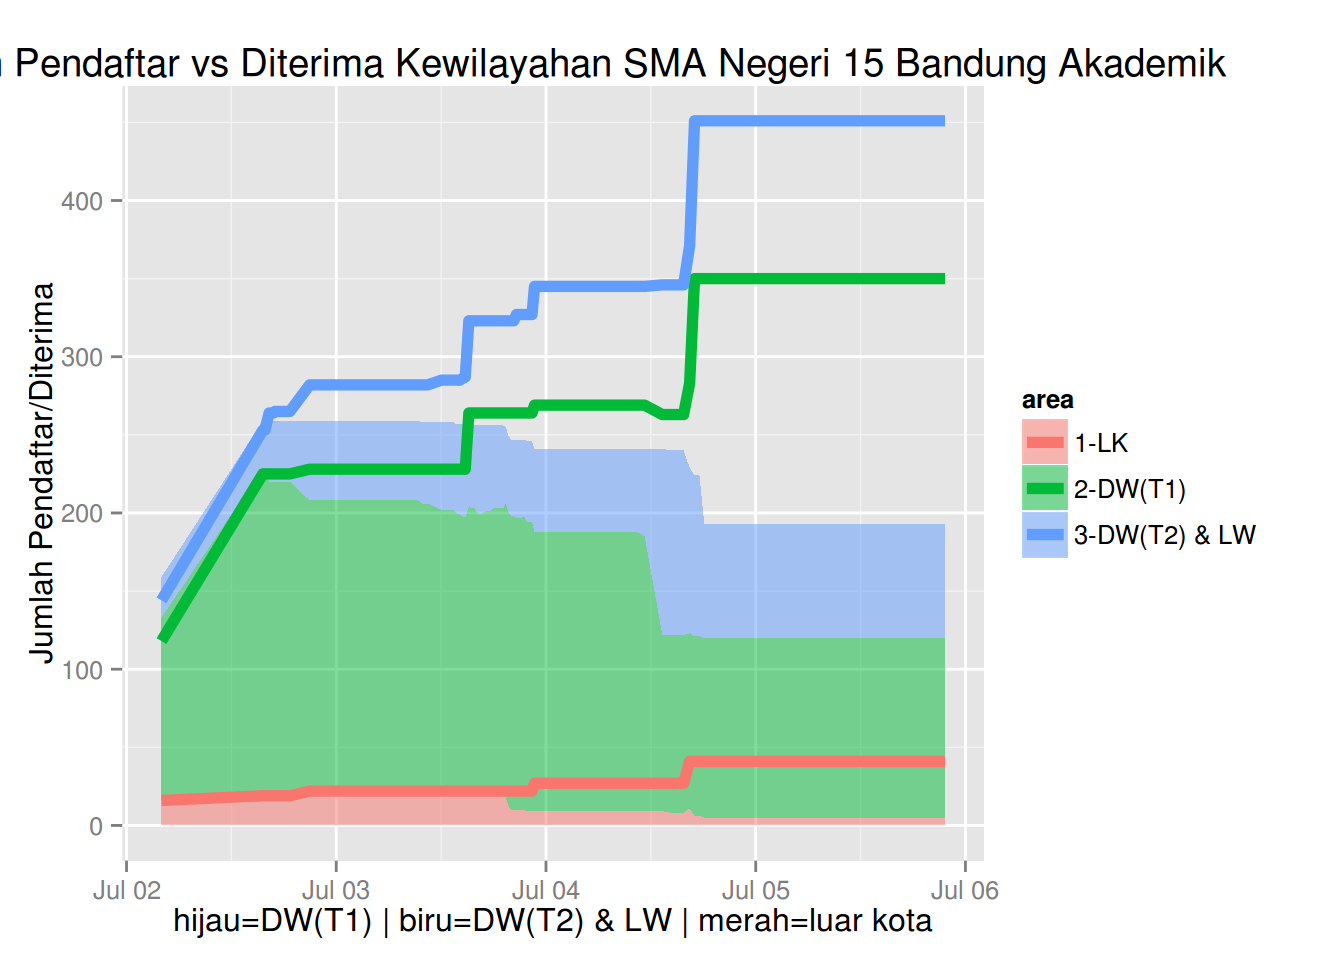 Pendaftar vs Diterima Kewilayahan SMA Negeri 15 Bandung Akademik
Jumlah Pendaftar/Diterima
400
300
200
100
0
Jul 02
Jul 03
Jul 04
Jul 05
Jul 06
hijau=DW(T1) | biru=DW(T2) & LW | merah=luar kota
area
1-LK
2-DW(T1)
3-DW(T2) & LW